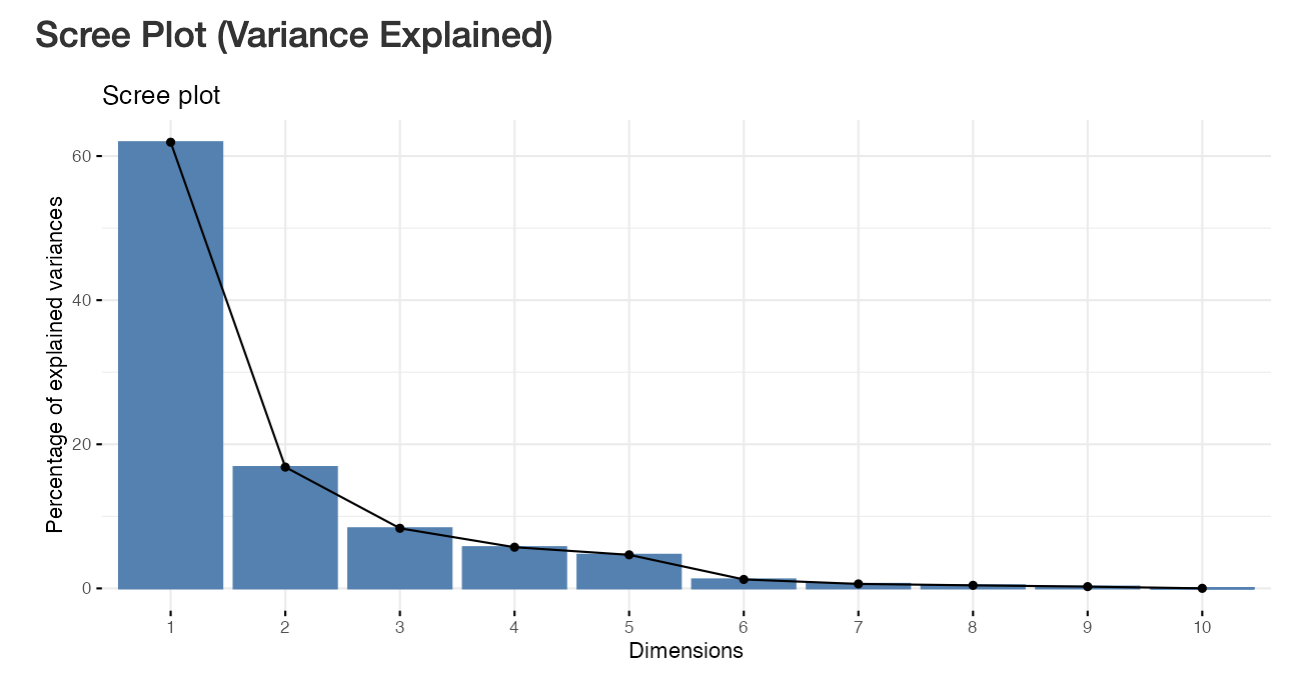 Scree Plot (Variance Explained)
Scree plot
Percentage of explained variances
60
40
20
0
1 2 3 4 5 6 7 8 9 10
Dimensions